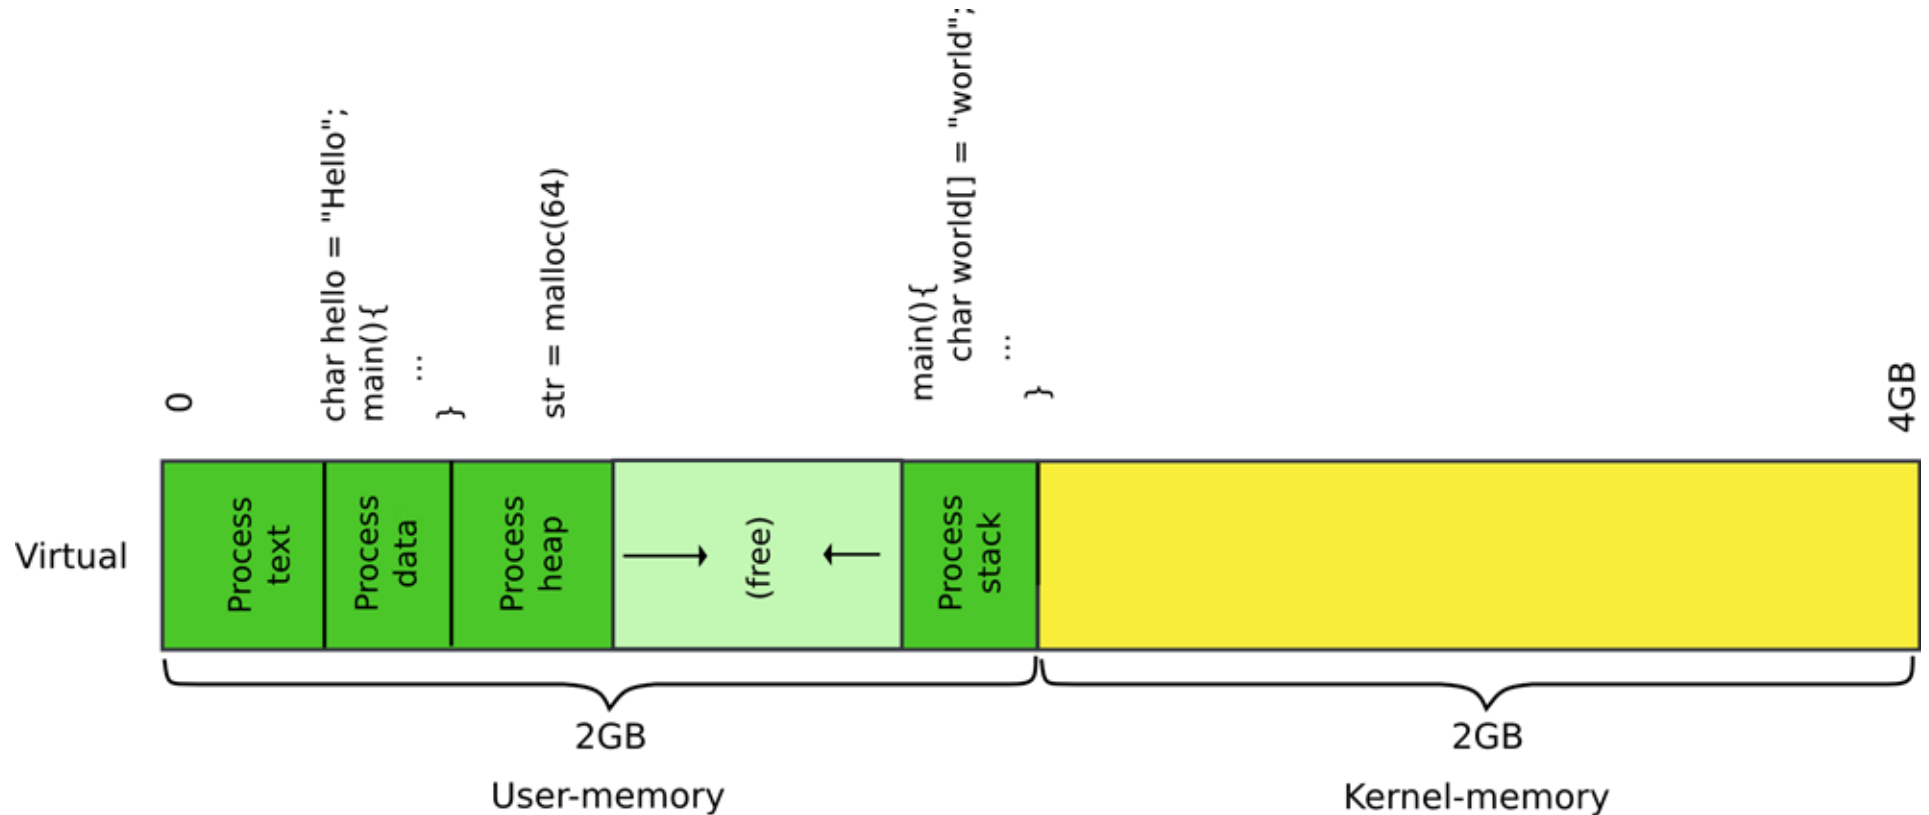 0
char hello = "Hello";
main(){
...
}
str = malloc(64)
main(){
char world[] = "world";
...
}
4GB
Virtual
Process
text
Process
data
Process
heap
(free)
Process
stack
2GB
2GB
User-memory
Kernel-memory